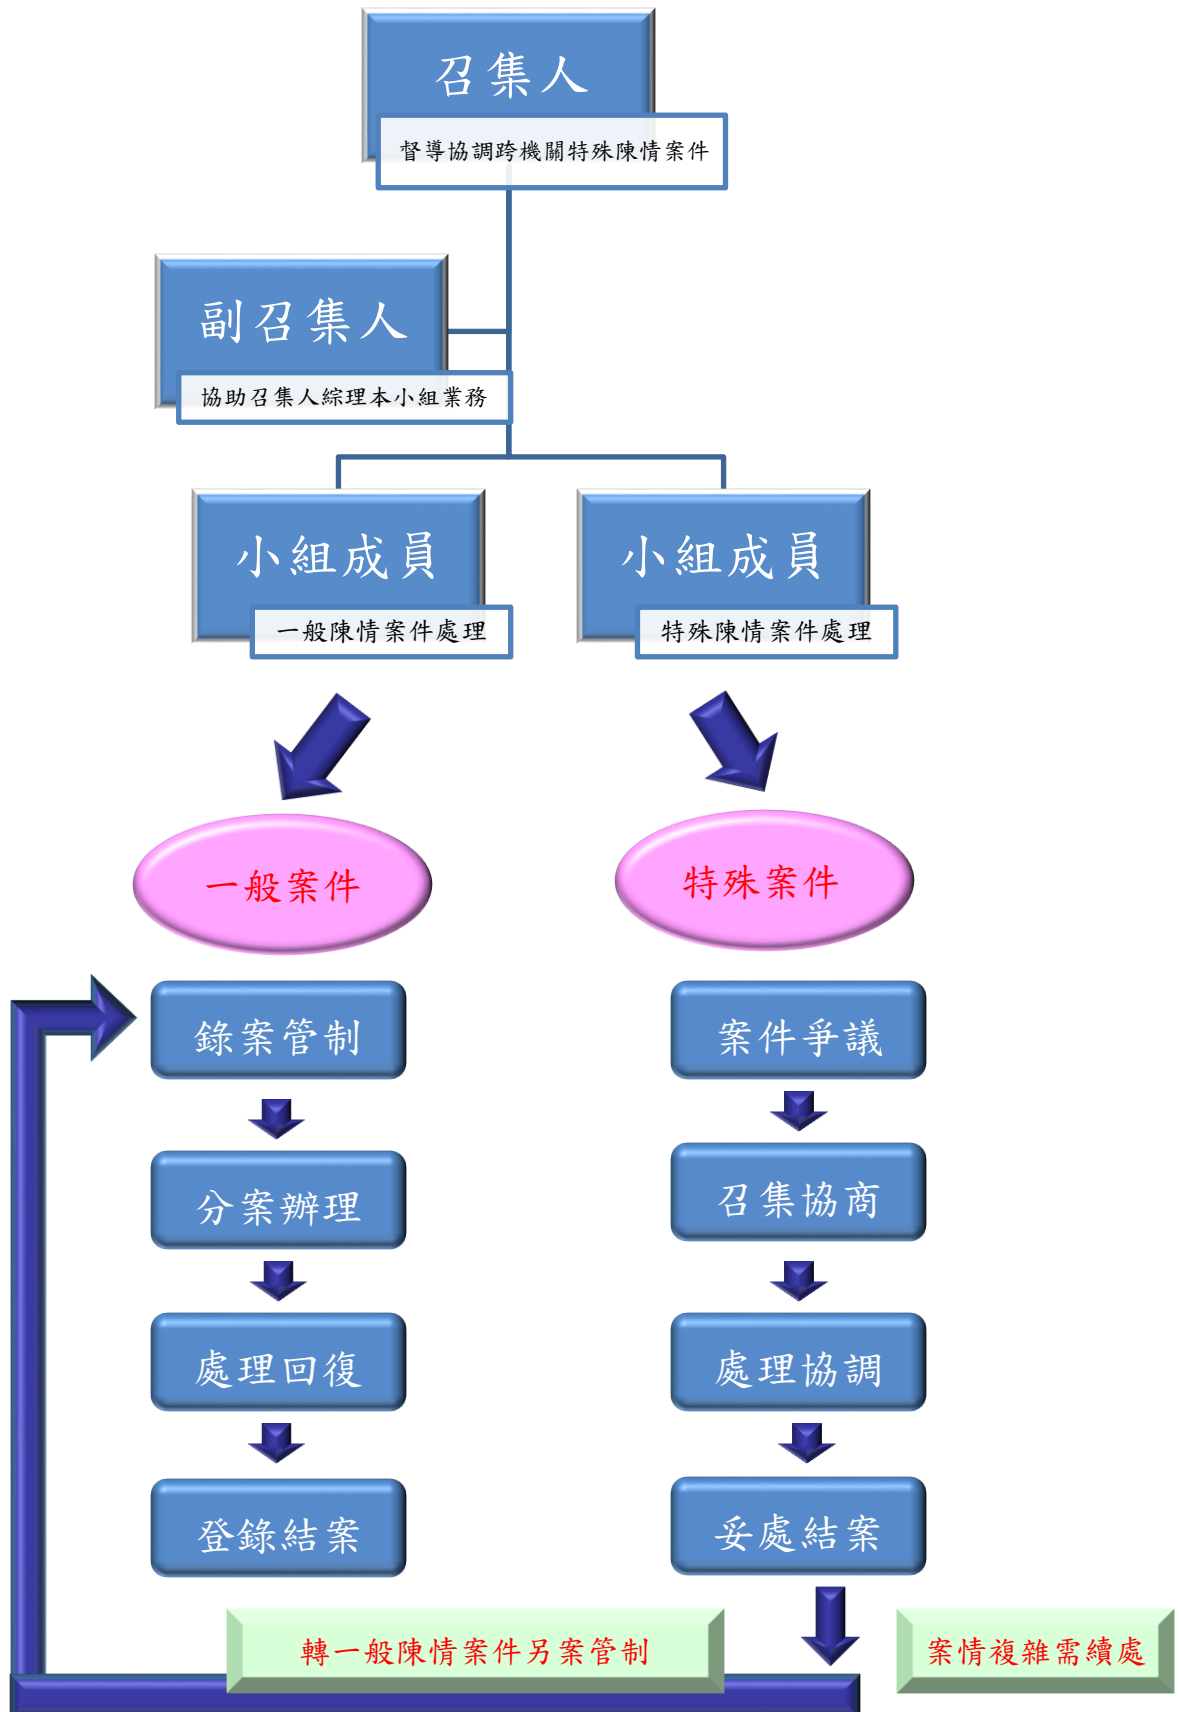 召集人
督導協調跨機關特殊陳情案件
副召集人
協助召集人綜理本小組業務
小組成員
一般陳情案件處理
小組成員
特殊陳情案件處理
一般案件
錄案管制
分案辦理
處理回復
登錄結案
特殊案件
案件爭議
召集協商
處理協調
妥處結案
轉一般陳情案件另案管制
案情複雜需續處